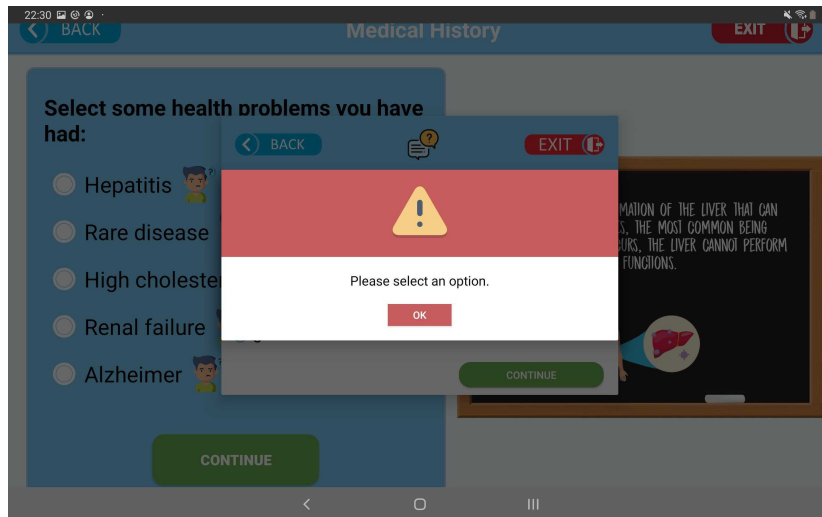 22:30
BACK
Medical History
EXIT
Select some health problems you have
had:
BACK
EXIT
Hepatitis
Rare disease
High choleste
Renal failure
Alzheimer
Please select an option.
OK
CONTINUE
CONTINUE
MATION OF THE LIVER THAT CAN
THE MOST COMMON BEING
THE LIVER CANNOT PERFORM
FUNCTIONS.